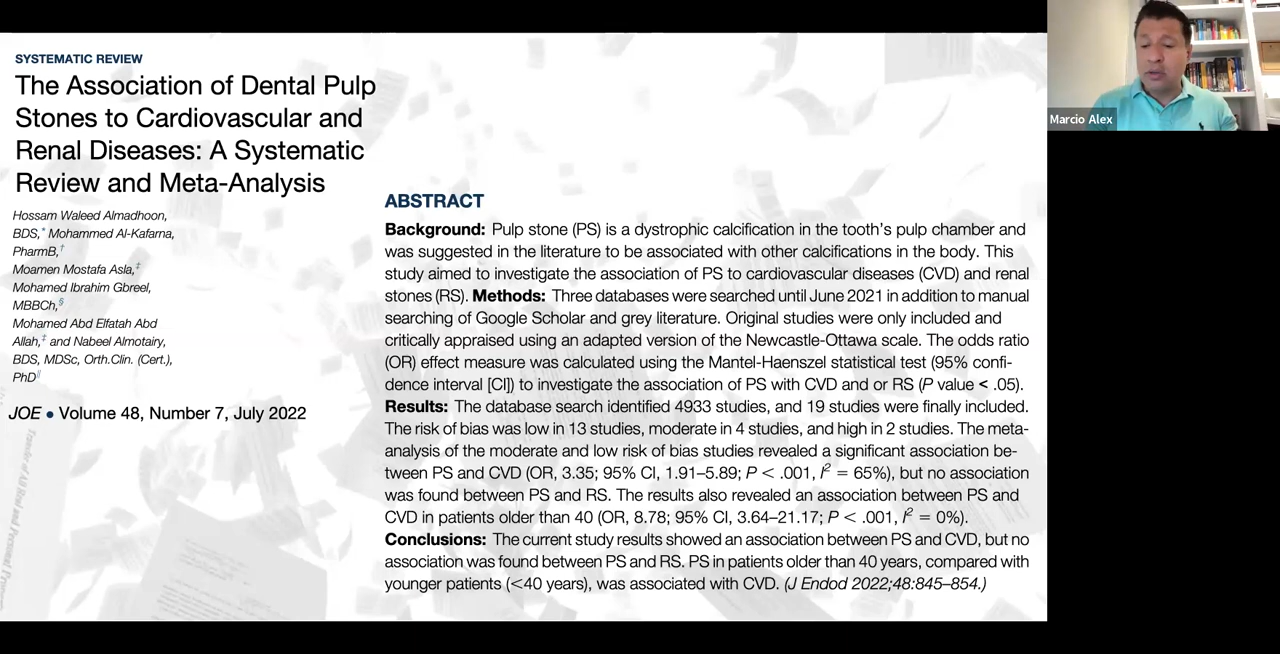 SYSTEMATIC REVIEW
The Association of Dental Pulp
Stones to Cardiovascular and
Renal Diseases: A Systematic
Review and Meta-Analysis
Hossam Waleed Almadhoon,
BDS,* Mohammed Al-Kafarna,
PharmB,†
Moamen Mostafa Asla,‡
Mohamed Ibrahim Gbreel,
MBBCh,§
Mohamed Abd Elfatah Abd
Allah,‡ and Nabeel Almotairy,
BDS, MDSc, Orth.Clin. (Cert.),
PhD‖
JOE • Volume 48, Number 7, July 2022
ABSTRACT
Background: Pulp stone (PS) is a dystrophic calcification in the tooth's pulp chamber and
was suggested in the literature to be associated with other calcifications in the body. This
study aimed to investigate the association of PS to cardiovascular diseases (CVD) and renal
stones (RS). Methods: Three databases were searched until June 2021 in addition to manual
searching of Google Scholar and grey literature. Original studies were only included and
critically appraised using an adapted version of the Newcastle-Ottawa scale. The odds ratio
(OR) effect measure was calculated using the Mantel-Haenszel statistical test (95% confi-
dence interval [CI]) to investigate the association of PS with CVD and or RS (P value < .05).
Results: The database search identified 4933 studies, and 19 studies were finally included.
The risk of bias was low in 13 studies, moderate in 4 studies, and high in 2 studies. The meta-
analysis of the moderate and low risk of bias studies revealed a significant association be-
tween PS and CVD (OR, 3.35; 95% CI, 1.91–5.89; P < .001, I² = 65%), but no association
was found between PS and RS. The results also revealed an association between PS and
CVD in patients older than 40 (OR, 8.78; 95% CI, 3.64–21.17; P < .001, I² = 0%).
Conclusions: The current study results showed an association between PS and CVD, but no
association was found between PS and RS. PS in patients older than 40 years, compared with
younger patients (<40 years), was associated with CVD. (J Endod 2022;48:845–854.)
Marcio Alex